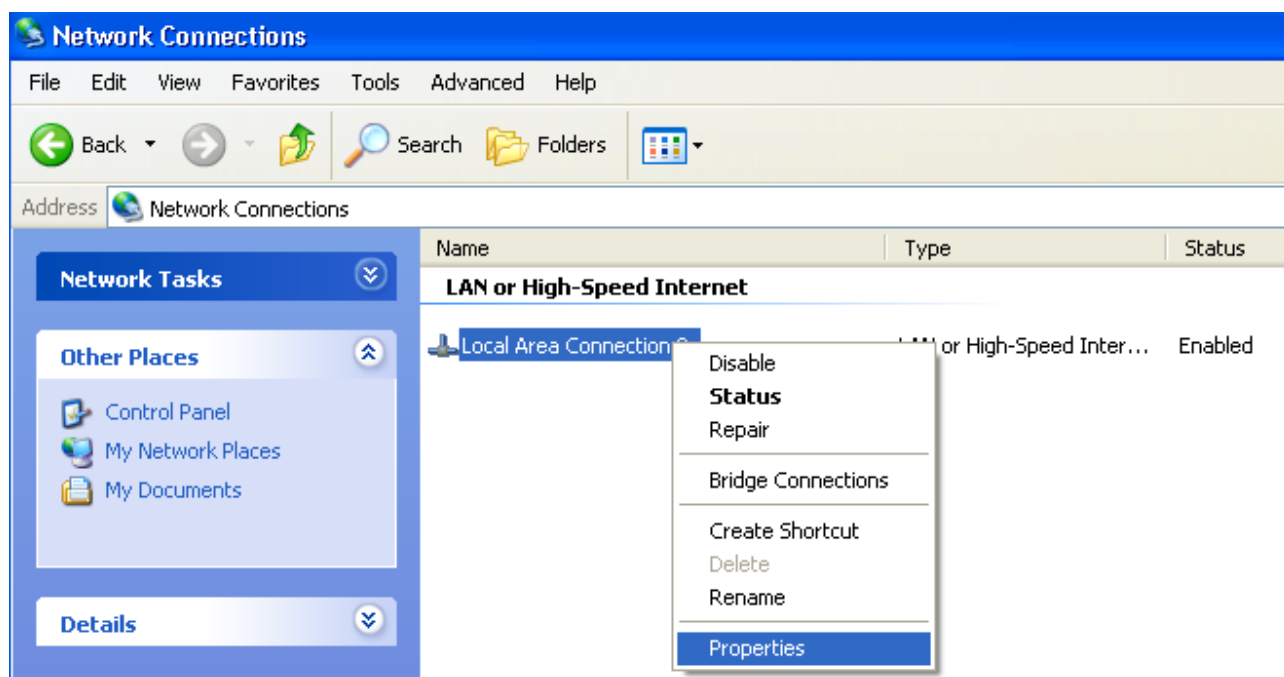 Network Connections
File Edit View Favorites Tools Advanced Help
Back Search Folders
Address Network Connections
Name Type Status
Network Tasks
LAN or High-Speed Internet
Local Area Connection or High-Speed Inter... Enabled
Other Places
Control Panel
My Network Places
My Documents
Details
Disable
Status
Repair
Bridge Connections
Create Shortcut
Delete
Rename
Properties